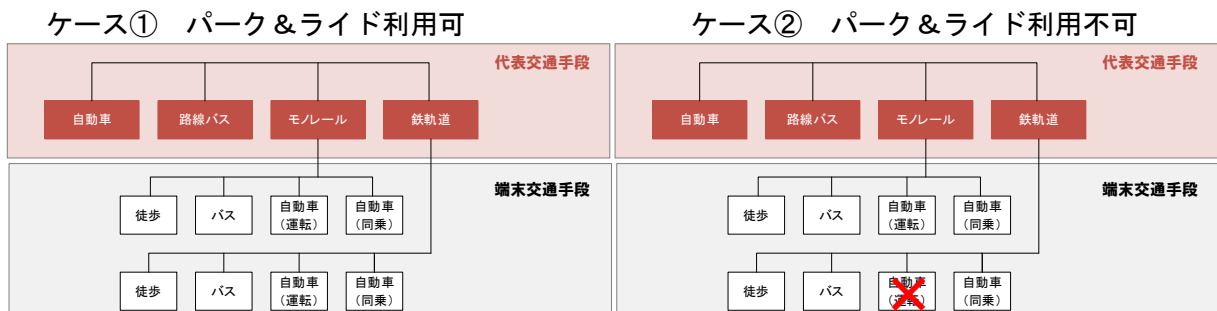 ケース① パーク＆ライド利用可
代表交通手段
自動車
路線バス
モノレール
鉄軌道
端末交通手段
徒歩
バス
自動車
（運転）
自動車
（同乗）
徒歩
バス
自動車
（運転）
自動車
（同乗）
ケース② パーク＆ライド利用不可
代表交通手段
自動車
路線バス
モノレール
鉄軌道
端末交通手段
徒歩
バス
自動車
（運転）
自動車
（同乗）
徒歩
バス
自動車
（運転）
自動車
（同乗）